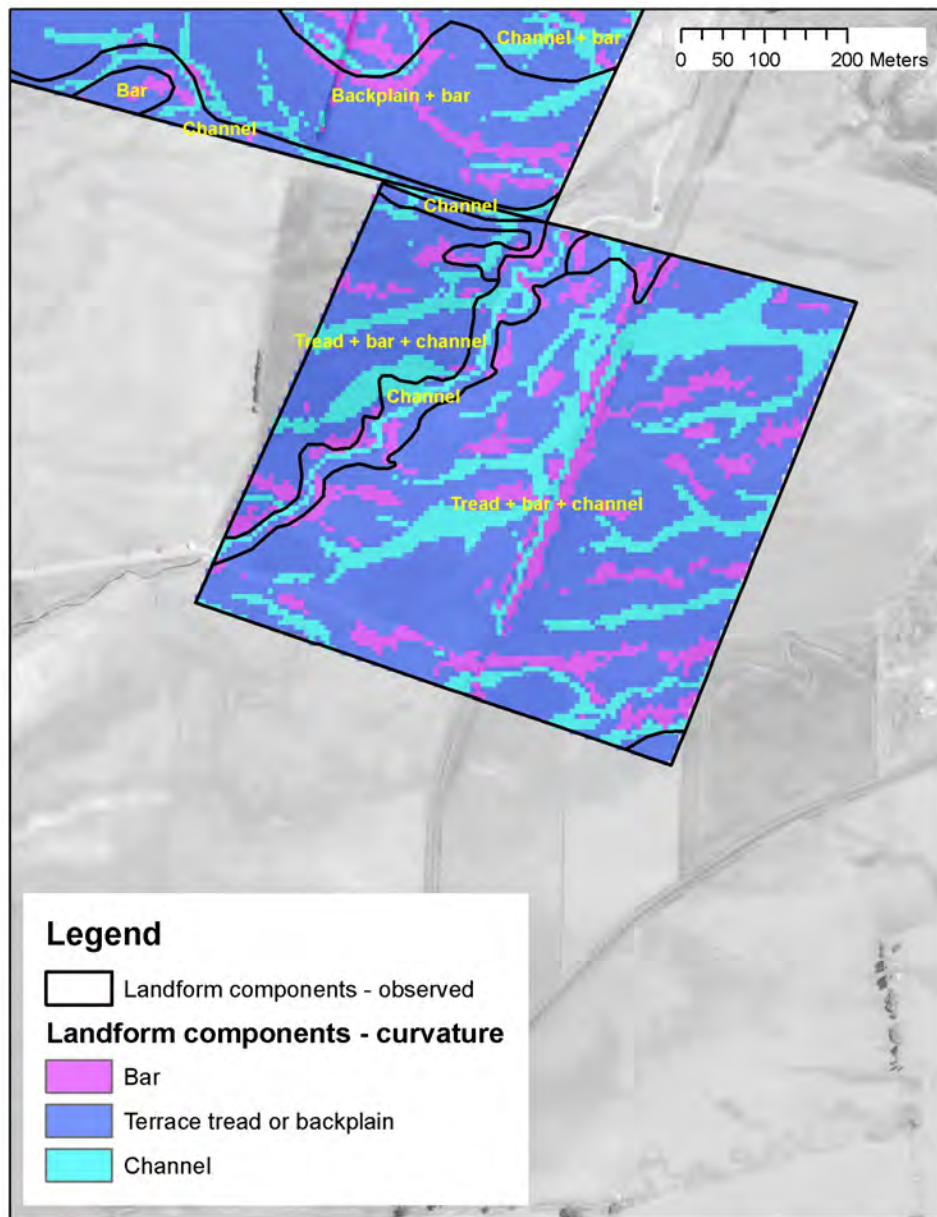 Channel + bar
0 50 100 200 Meters
Bar
Backplain + bar
Channel
Channel
Tread + bar + channel
Channel
Tread + bar + channel
Legend
Landform components - observed
Landform components - curvature
Bar
Terrace tread or backplain
Channel